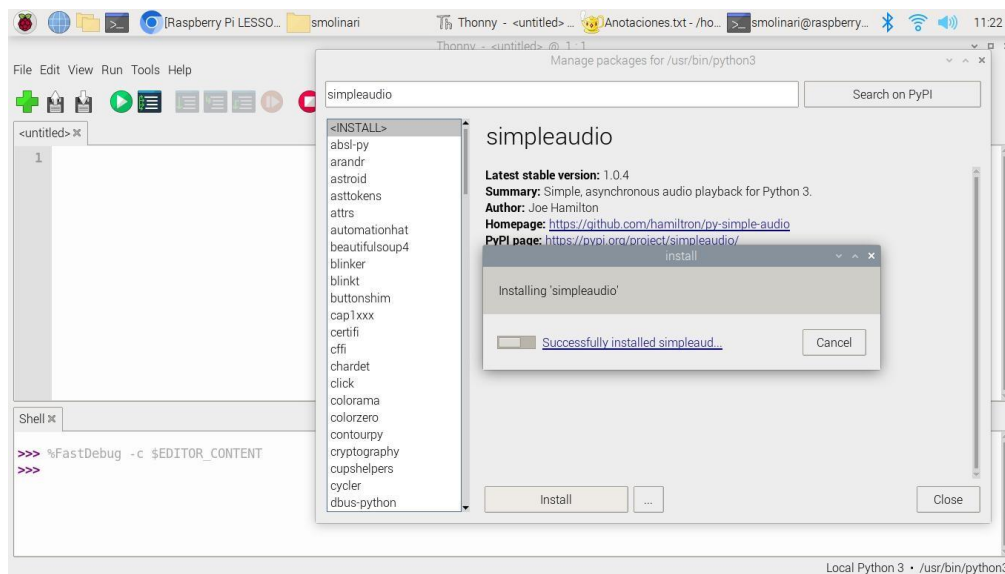 [Raspberry Pi LESSO...
smolinari
Thonny - <untitled> ...
Anotaciones.txt - /ho...
smolinari@raspberry...
11:22
Thonny - <untitled> @ 1:1
Manage packages for /usr/bin/python3
File Edit View Run Tools Help
simpleaudio
Search on PyPI
<untitled>
1
<INSTALL>
absl-py
arandr
astroid
asttokens
attrs
automationhat
beautifulsoup4
blinker
blinkt
buttonshim
cap1xxx
certifi
cffi
chardet
click
colorama
colorzero
contourpy
cryptography
cupshelpers
cycler
dbus-python
simpleaudio
Latest stable version: 1.0.4
Summary: Simple, asynchronous audio playback for Python 3.
Author: Joe Hamilton
Homepage: https://github.com/hamiltron/py-simple-audio
PyPI page: https://pypi.org/project/simpleaudio/
install
Installing 'simpleaudio'
Successfully installed simpleaud...
Cancel
Install
...
Close
Shell
>>> %FastDebug -c $EDITOR_CONTENT
>>>
Local Python 3 • /usr/bin/python3